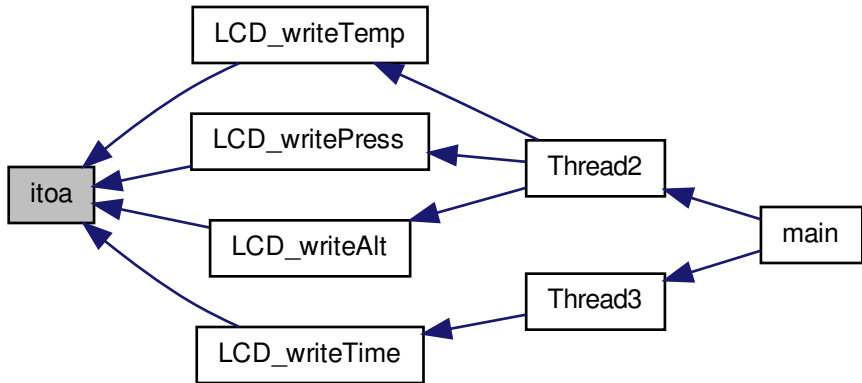 LCD_writeTemp
LCD_writePress
Thread2
itoa
main
LCD_writeAlt
Thread3
LCD_writeTime